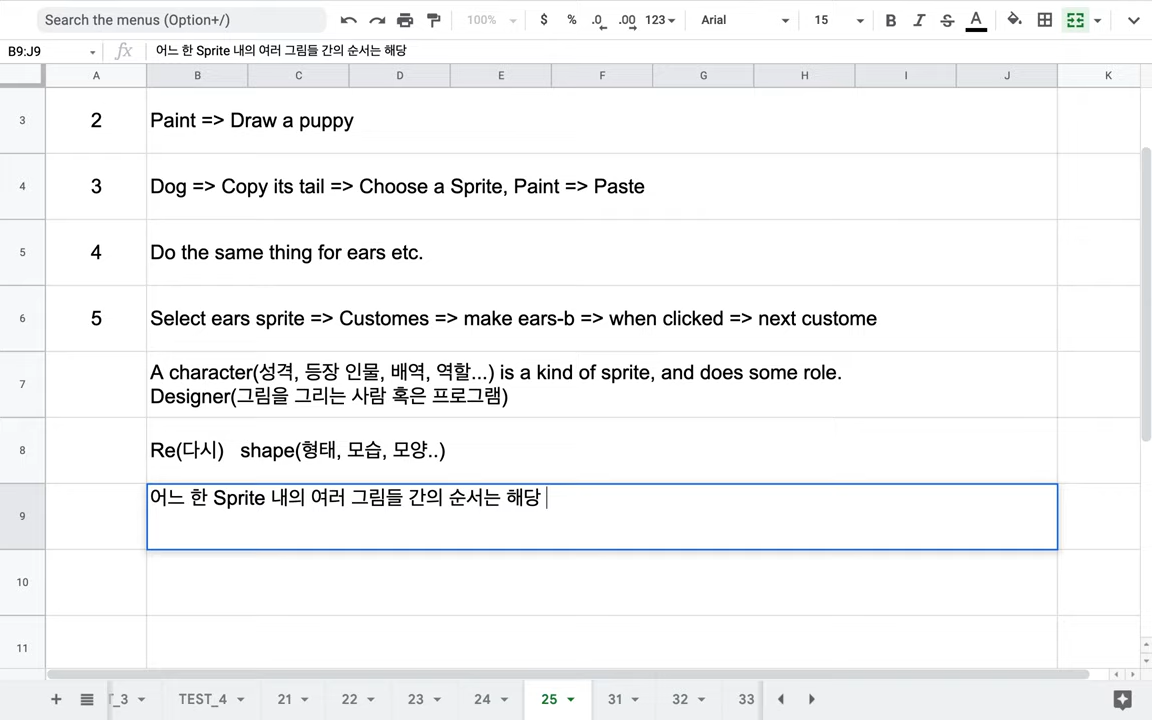 Search the menus (Option+/)
100%
$ % .0 .00 123
Arial
15
B I S A
B9:J9
fx
어느 한 Sprite 내의 여러 그림들 간의 순서는 해당
A B C D E F G H I J K
3 2 Paint => Draw a puppy
4 3 Dog => Copy its tail => Choose a Sprite, Paint => Paste
5 4 Do the same thing for ears etc.
6 5 Select ears sprite => Customes => make ears-b => when clicked => next custome
7 A character(성격, 등장 인물, 배역, 역할...) is a kind of sprite, and does some role.
Designer(그림을 그리는 사람 혹은 프로그램)
8 Re(다시) shape(형태, 모습, 모양..)
9 어느 한 Sprite 내의 여러 그림들 간의 순서는 해당
10
11
T_3 TEST_4 21 22 23 24 25 31 32 33